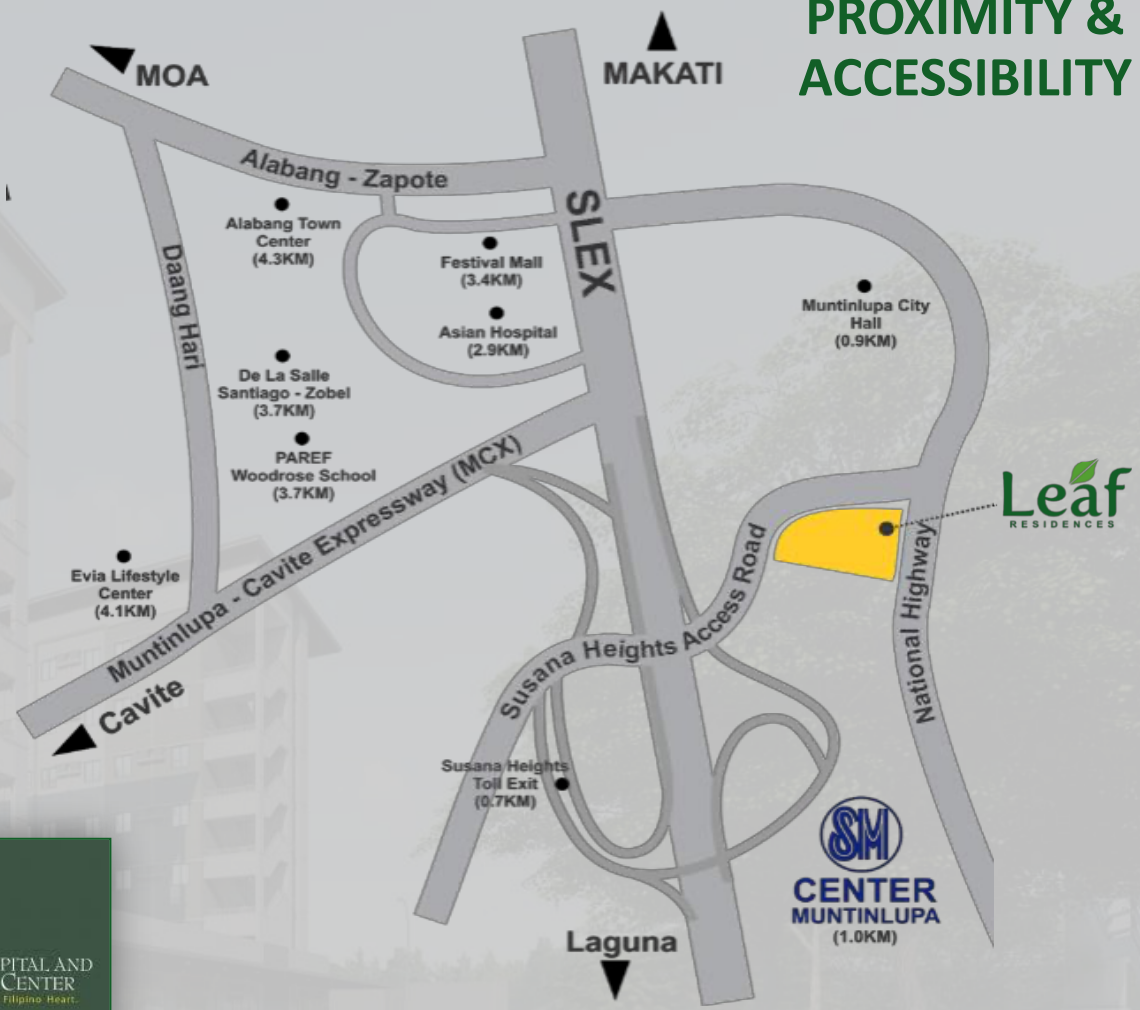 PROXIMITY &
ACCESSIBILITY
MOA
MAKATI
Alabang - Zapote
SLEX
Alabang Town
Center
(4.3KM)
Daang Hari
Festival Mall
(3.4KM)
Asian Hospital
(2.9KM)
Muntinlupa City
Hall
(0.9KM)
De La Salle
Santiago - Zobel
(3.7KM)
PAREF
Woodrose School
(3.7KM)
Muntinlupa - Cavite Expressway (MCX)
Leaf
RESIDENCES
Evia Lifestyle
Center
(4.1KM)
Susana Heights Access Road
National Highway
Cavite
Susana Heights
Toll Exit
(0.7KM)
SM
CENTER
MUNTINLUPA
(1.0KM)
Laguna
PITAL AND
CENTER
Filipino Heart.